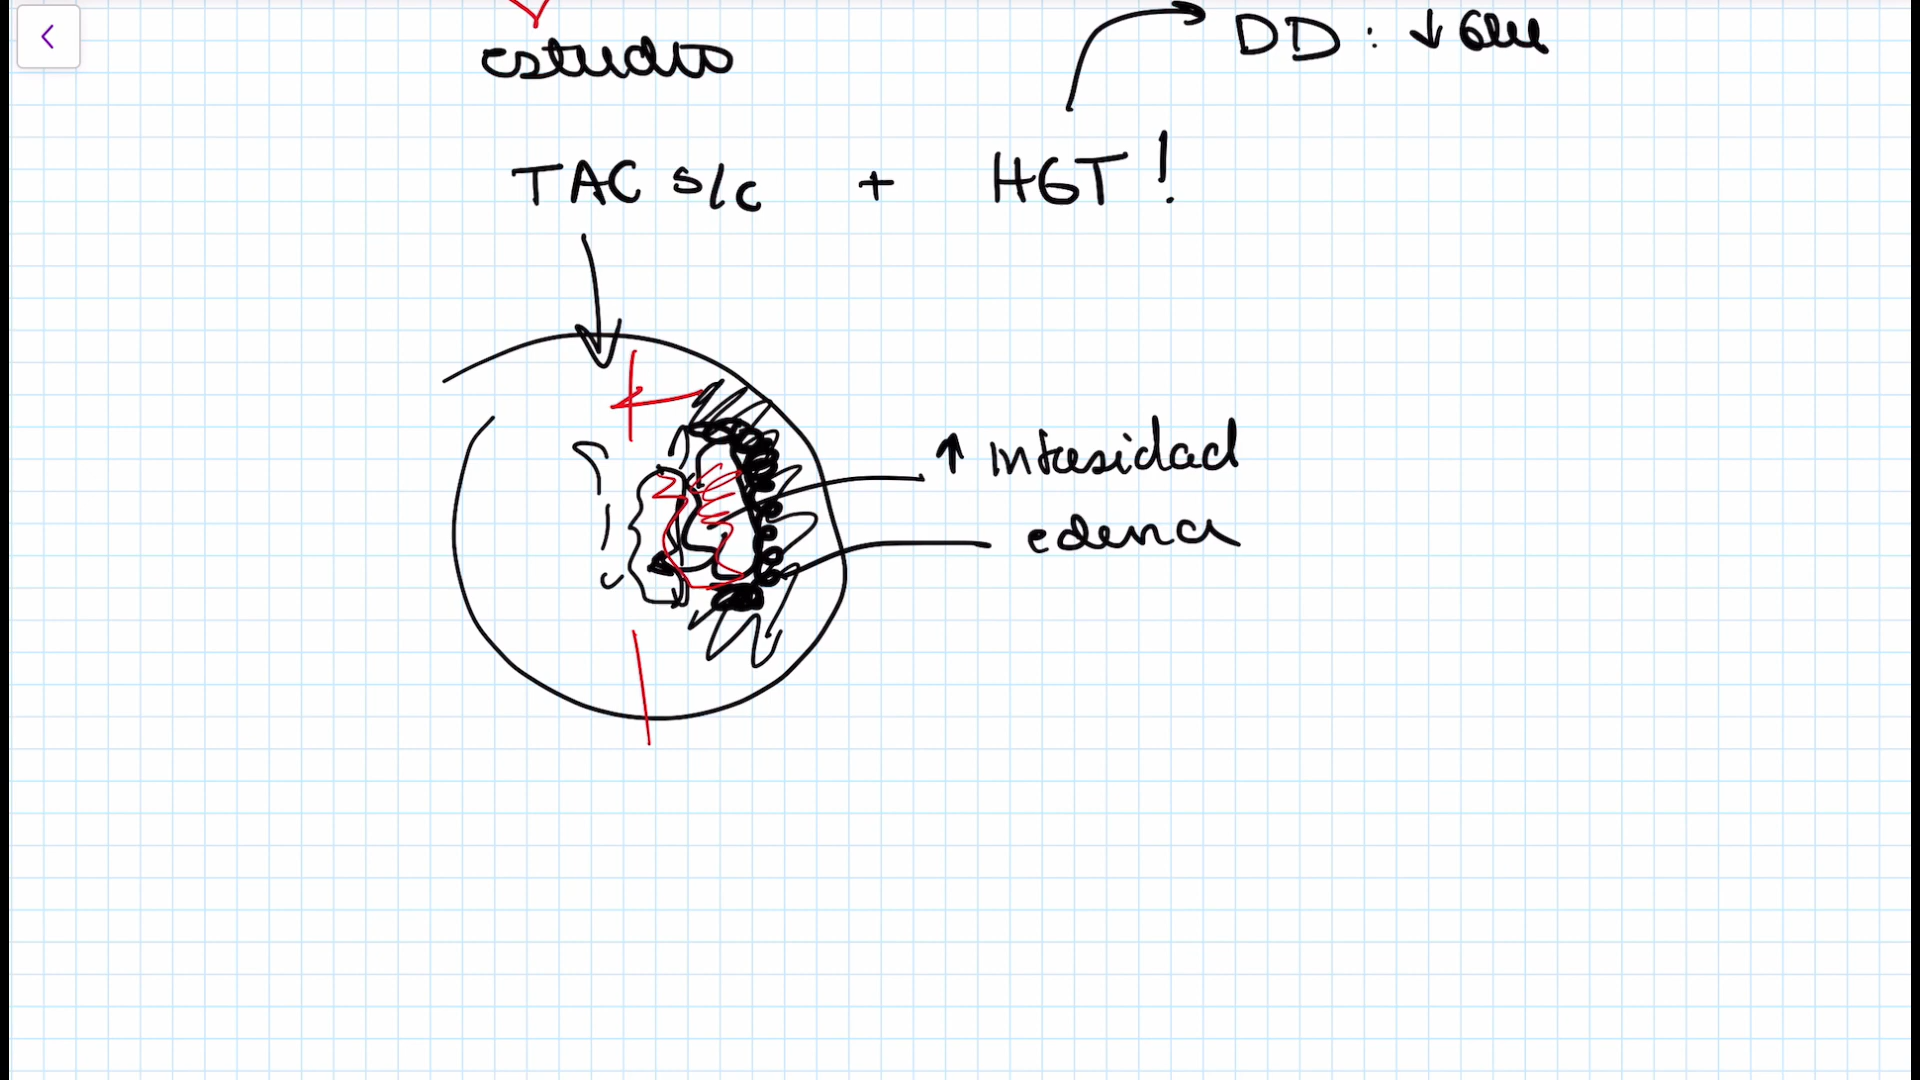 estudio
DD: ↓ Glu
TAC s/c + HGT!
↑ intensidad
edema